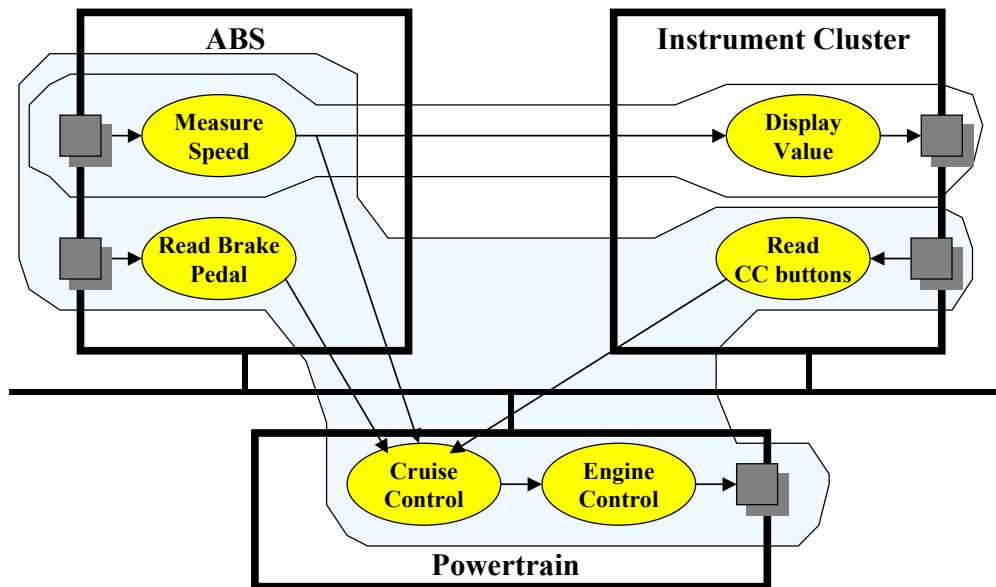 ABS
Instrument Cluster
Measure
Speed
Display
Value
Read Brake
Pedal
Read
CC buttons
Cruise
Control
Engine
Control
Powertrain